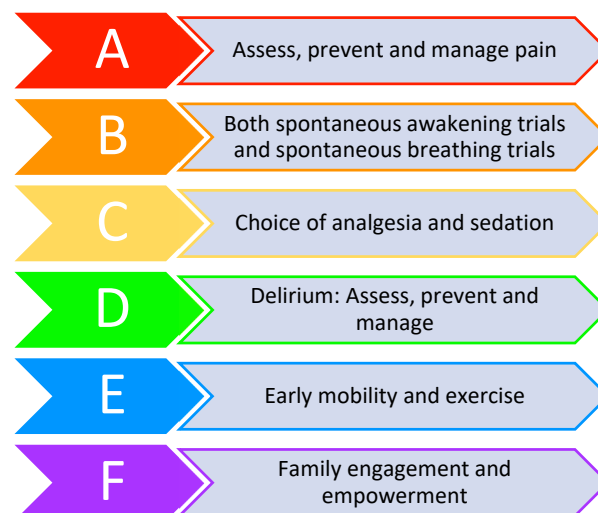 A
Assess, prevent and manage pain
B
Both spontaneous awakening trials
and spontaneous breathing trials
C
Choice of analgesia and sedation
D
Delirium: Assess, prevent and
manage
E
Early mobility and exercise
F
Family engagement and
empowerment